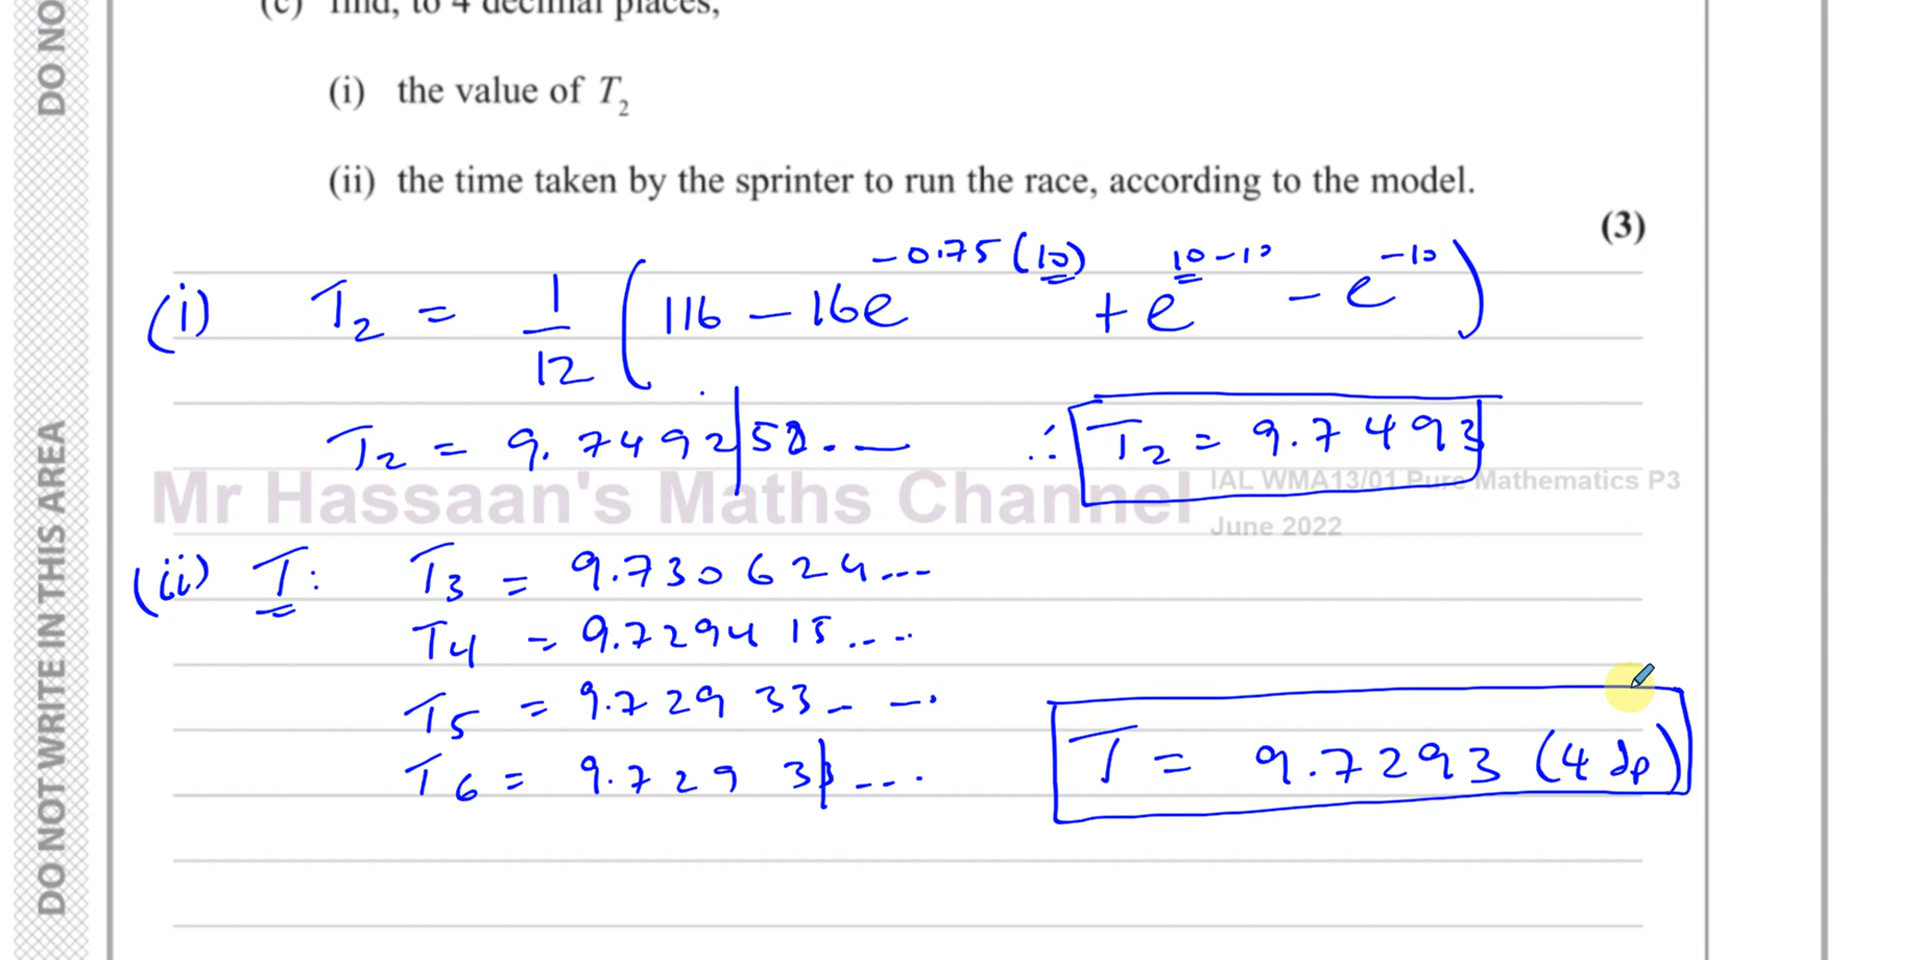 (c) find, to 4 decimal places,
(i) the value of T₂
(ii) the time taken by the sprinter to run the race, according to the model.
(3)
(i) T₂ = 1/12 (116 - 16e^(-0.75(10)) + e^(10-10) - e^(-10))
T₂ = 9.7492|58.- ∴ T₂ = 9.7493
Mr Hassaan's Maths Channel IAL WMA13/01 Pure Mathematics P3
June 2022
(ii) T: T₃ = 9.730624...
T₄ = 9.729415....
T₅ = 9.72933- -.
T₆ = 9.72933...
T = 9.7293 (4 dp)
DO NO
DO NOT WRITE IN THIS AREA